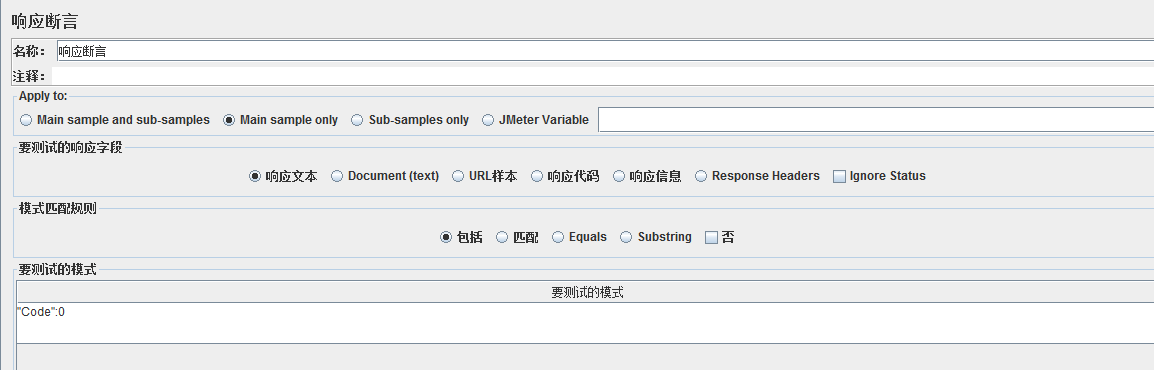 响应断言
名称： 响应断言
注释：
Apply to:
Main sample and sub-samples Main sample only Sub-samples only JMeter Variable
要测试的响应字段
响应文本 Document (text) URL样本 响应代码 响应信息 Response Headers Ignore Status
模式匹配规则
包括 匹配 Equals Substring 否
要测试的模式
要测试的模式
"Code":0